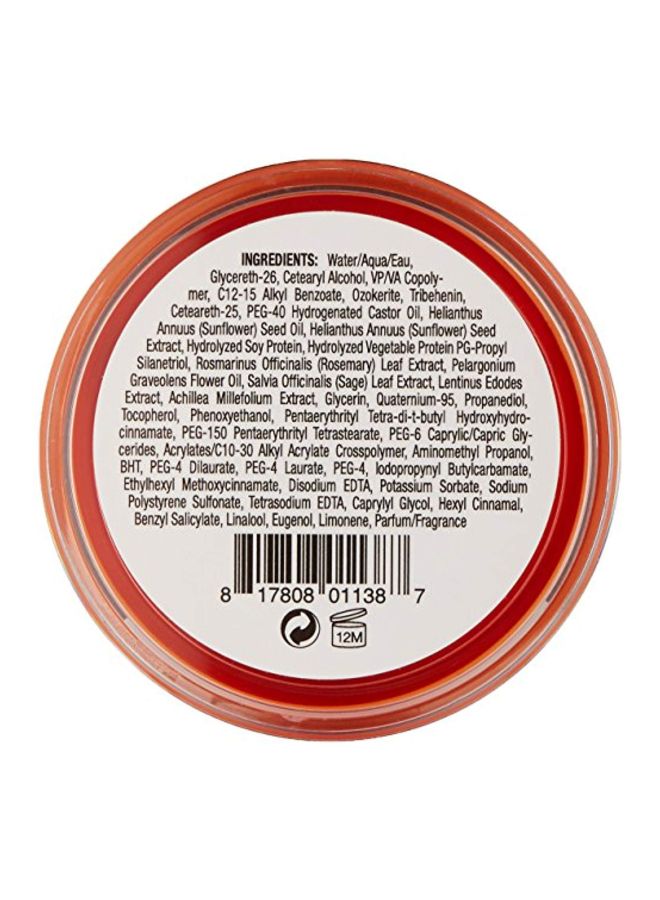 INGREDIENTS: Water/Aqua/Eau,
Glycereth-26, Cetearyl Alcohol, VP/VA Copoly-
mer, C12-15 Alkyl Benzoate, Ozokerite, Tribehenin,
Ceteareth-25, PEG-40 Hydrogenated Castor Oil, Helianthus
Annuus (Sunflower) Seed Oil, Helianthus Annuus (Sunflower) Seed
Extract, Hydrolyzed Soy Protein, Hydrolyzed Vegetable Protein PG-Propyl
Silanetriol, Rosmarinus Officinalis (Rosemary) Leaf Extract, Pelargonium
Graveolens Flower Oil, Salvia Officinalis (Sage) Leaf Extract, Lentinus Edodes
Extract, Achillea Millefolium Extract, Glycerin, Quaternium-95, Propanediol,
Tocopherol, Phenoxyethanol, Pentaerythrityl Tetra-di-t-butyl Hydroxyhydro-
cinnamate, PEG-150 Pentaerythrityl Tetrastearate, PEG-6 Caprylic/Capric Gly-
cerides, Acrylates/C10-30 Alkyl Acrylate Crosspolymer, Aminomethyl Propanol,
BHT, PEG-4 Dilaurate, PEG-4 Laurate, PEG-4, Iodopropynyl Butylcarbamate,
Ethylhexyl Methoxycinnamate, Disodium EDTA, Potassium Sorbate, Sodium
Polystyrene Sulfonate, Tetrasodium EDTA, Caprylyl Glycol, Hexyl Cinnamal,
Benzyl Salicylate, Linalool, Eugenol, Limonene, Parfum/Fragrance
8 17808 01138 7
12M